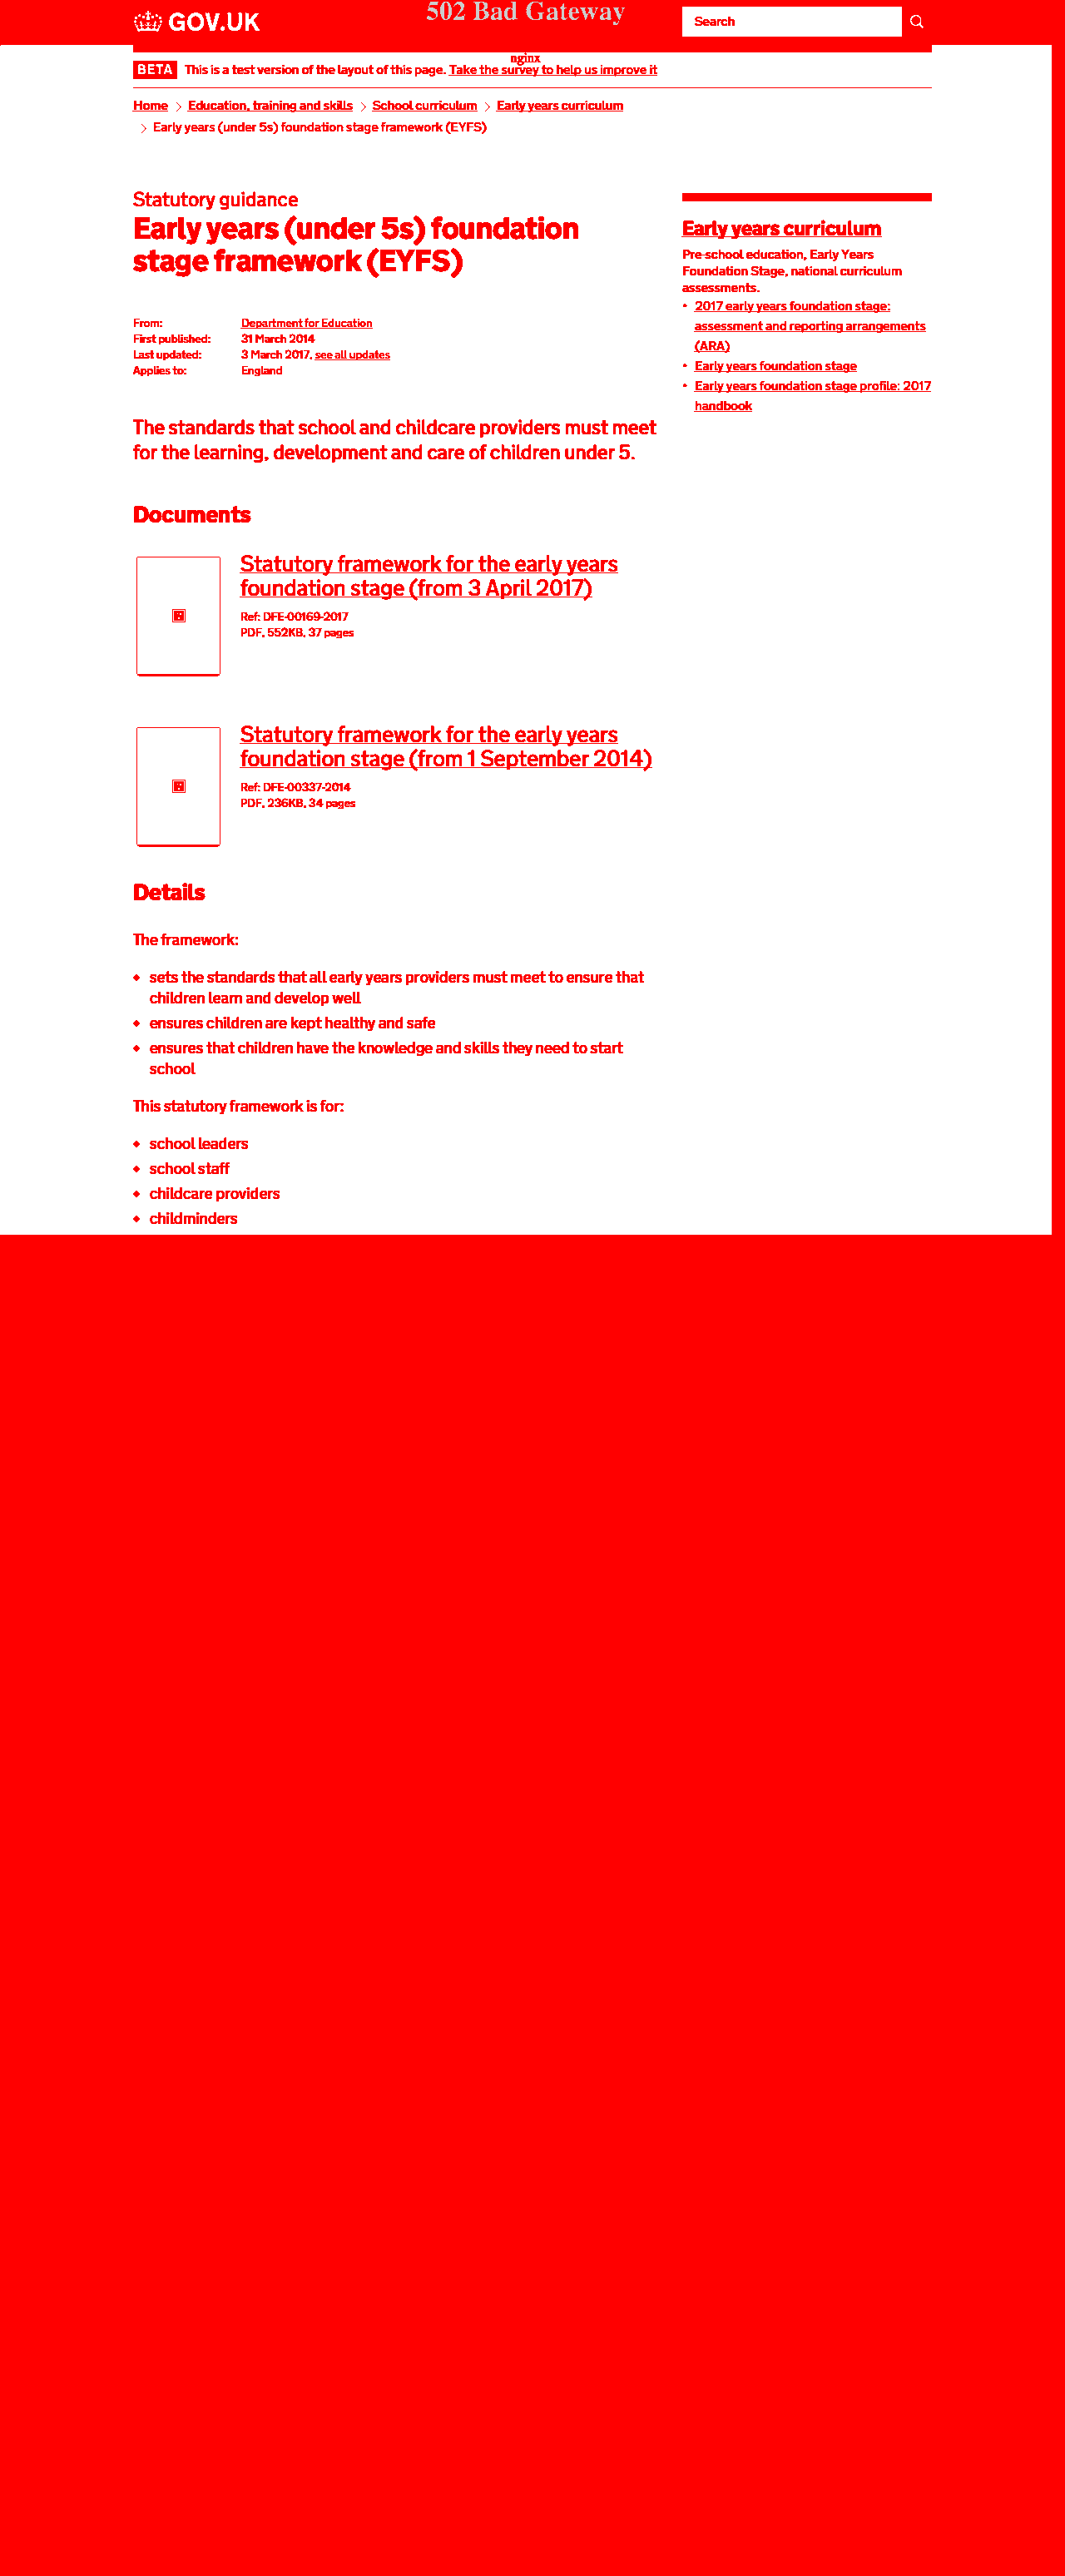 GOV.UK
502 Bad Gateway
Search
nginx
BETA This is a test version of the layout of this page. Take the survey to help us improve it
Home > Education, training and skills > School curriculum > Early years curriculum
> Early years (under 5s) foundation stage framework (EYFS)
Statutory guidance
Early years (under 5s) foundation
stage framework (EYFS)
From: Department for Education
First published: 31 March 2014
Last updated: 3 March 2017, see all updates
Applies to: England
The standards that school and childcare providers must meet
for the learning, development and care of children under 5.
Early years curriculum
Pre-school education, Early Years
Foundation Stage, national curriculum
assessments.
• 2017 early years foundation stage:
assessment and reporting arrangements
(ARA)
• Early years foundation stage
• Early years foundation stage profile: 2017
handbook
Documents
Statutory framework for the early years
foundation stage (from 3 April 2017)
Ref: DFE-00169-2017
PDF, 552KB, 37 pages
Statutory framework for the early years
foundation stage (from 1 September 2014)
Ref: DFE-00337-2014
PDF, 236KB, 34 pages
Details
The framework:
• sets the standards that all early years providers must meet to ensure that
children learn and develop well
• ensures children are kept healthy and safe
• ensures that children have the knowledge and skills they need to start
school
This statutory framework is for:
• school leaders
• school staff
• childcare providers
• childminders